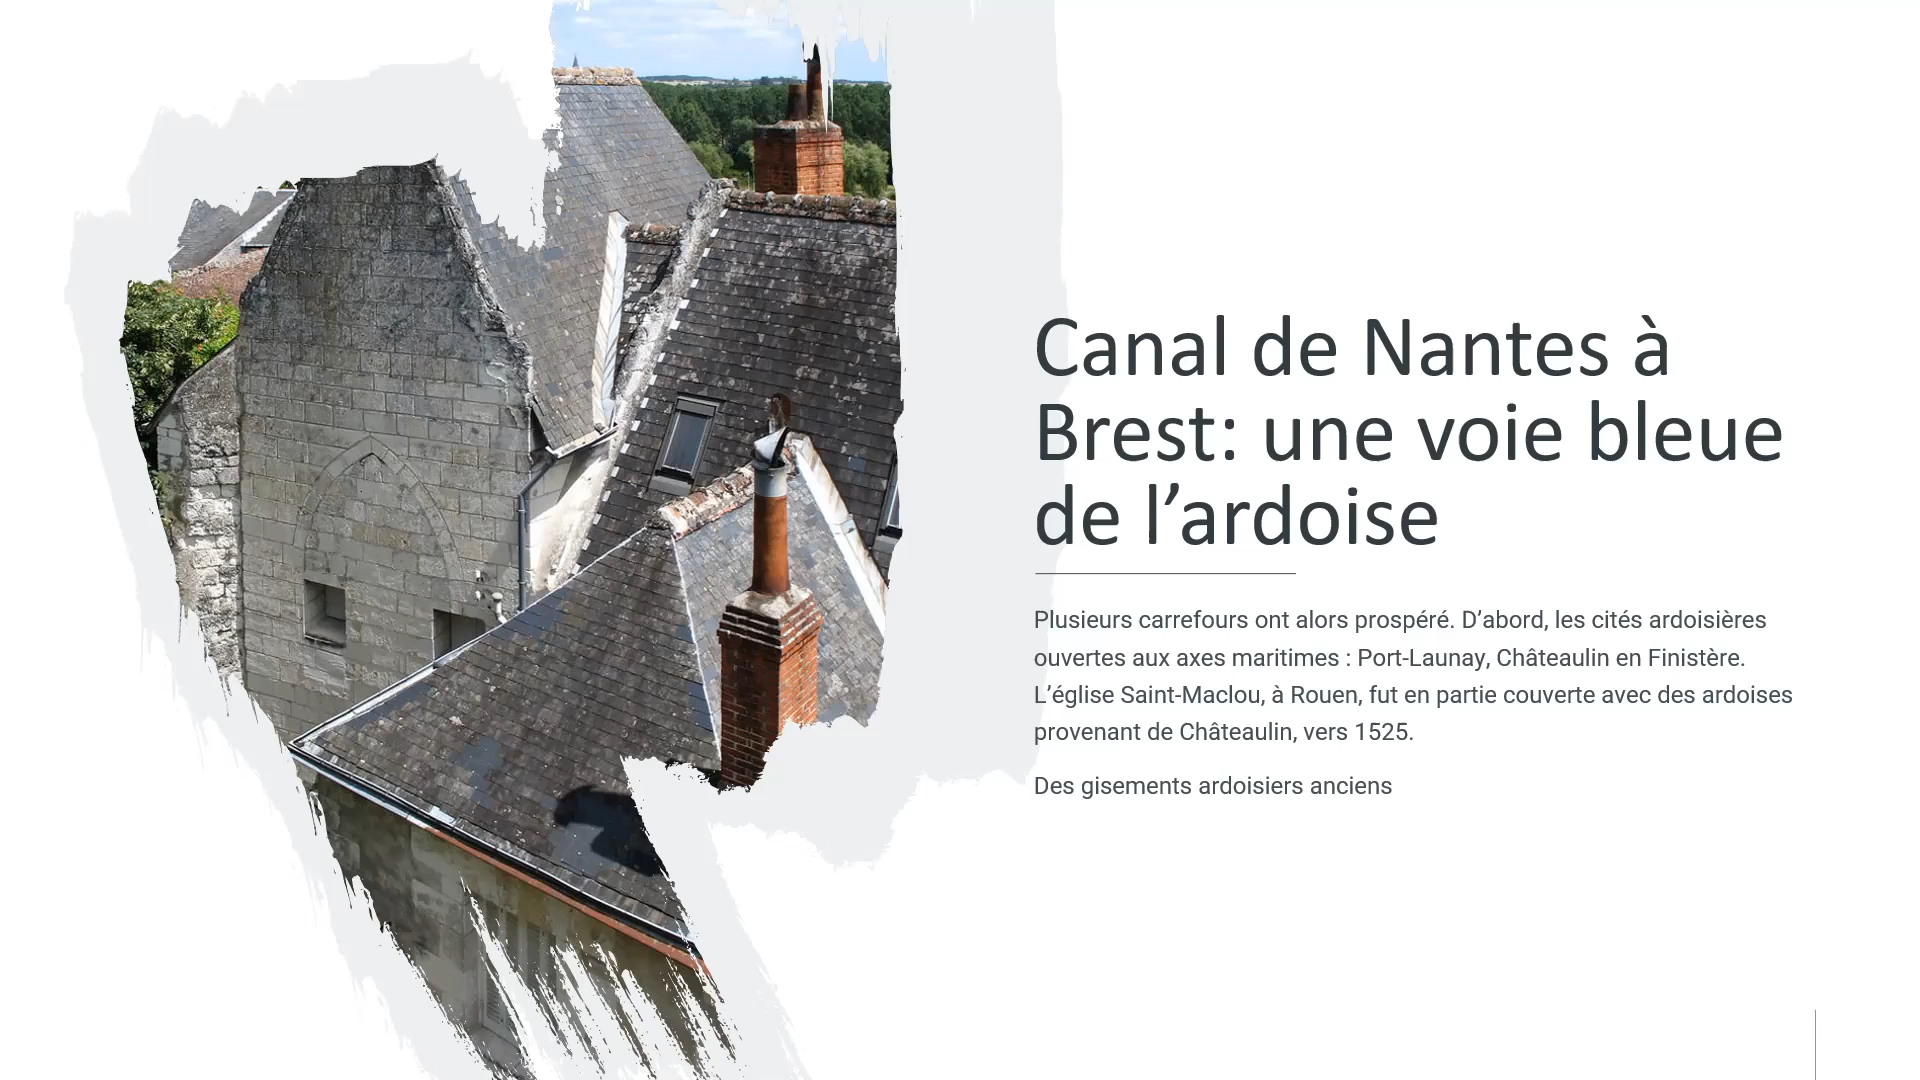 Canal de Nantes à
Brest: une voie bleue
de l’ardoise
Plusieurs carrefours ont alors prospéré. D’abord, les cités ardoisières
ouvertes aux axes maritimes : Port-Launay, Châteaulin en Finistère.
L’église Saint-Maclou, à Rouen, fut en partie couverte avec des ardoises
provenant de Châteaulin, vers 1525.
Des gisements ardoisiers anciens